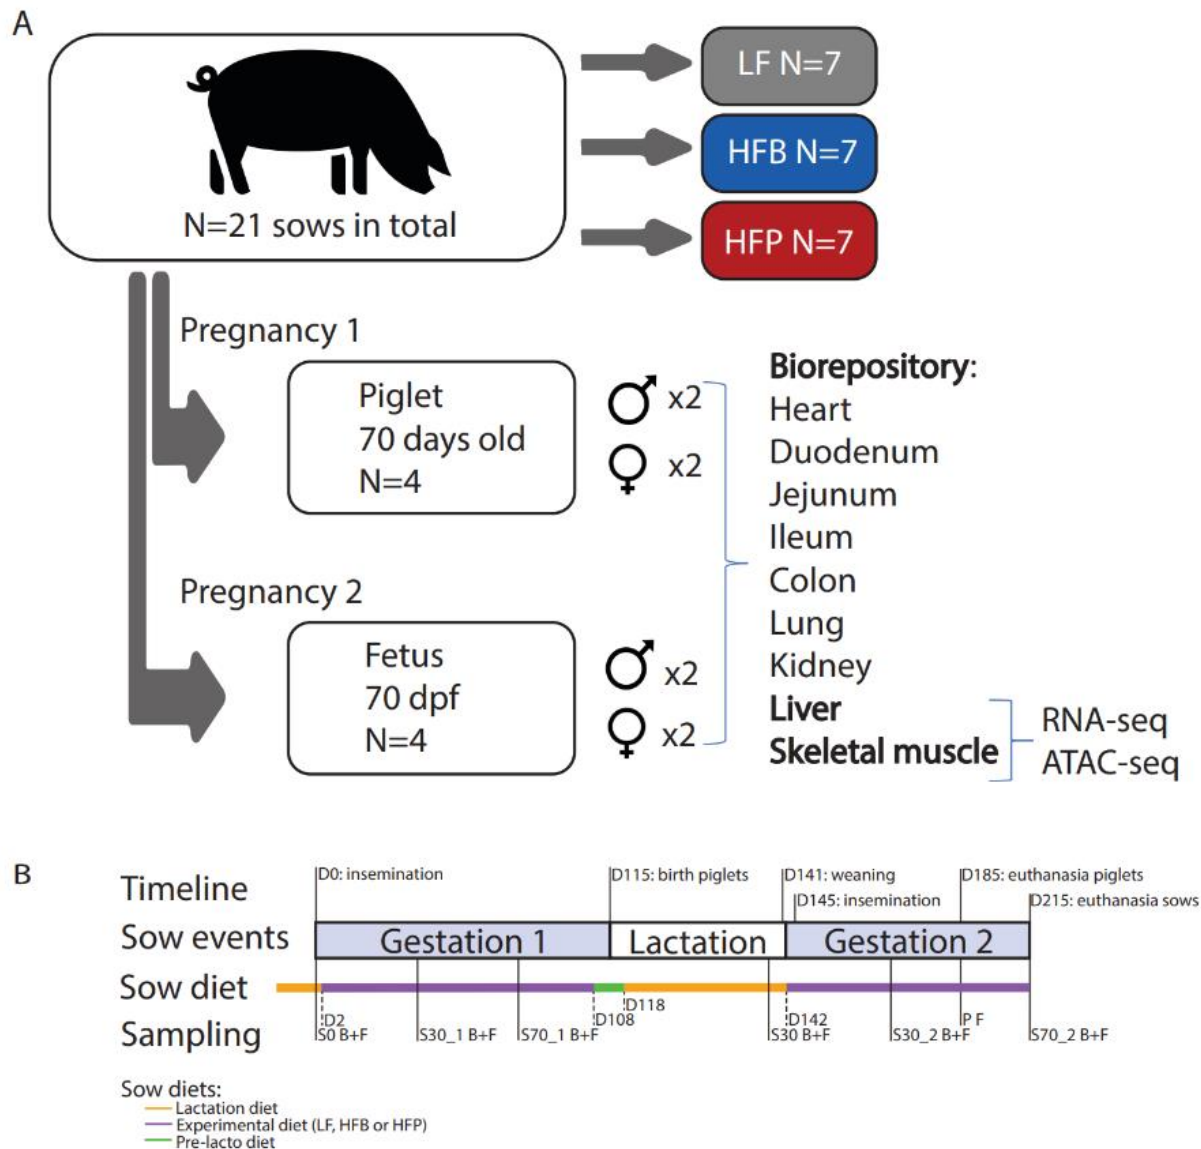 A
N=21 sows in total
LF N=7
HFB N=7
HFP N=7
Pregnancy 1
Piglet
70 days old
N=4
x2
x2
Pregnancy 2
Fetus
70 dpf
N=4
x2
x2
Biorepository:
Heart
Duodenum
Jejunum
Ileum
Colon
Lung
Kidney
Liver
Skeletal muscle
RNA-seq
ATAC-seq
B
Timeline
D0: insemination
D115: birth piglets
D141: weaning
D185: euthanasia piglets
D145: insemination
D215: euthanasia sows
Sow events
Gestation 1
Lactation
Gestation 2
Sow diet
D2
D108
D118
D142
Sampling
S0 B+F
S30_1 B+F
S70_1 B+F
S30 B+F
S30_2 B+F
P F
S70_2 B+F
Sow diets:
Lactation diet
Experimental diet (LF, HFB or HFP)
Pre-lacto diet